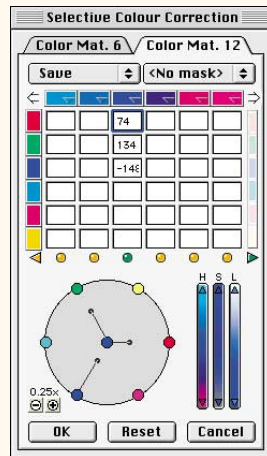 Selective Colour Correction
Color Mat. 6 Color Mat. 12
Save <No mask>
74
134
-148
H S L
0.25x
OK Reset Cancel